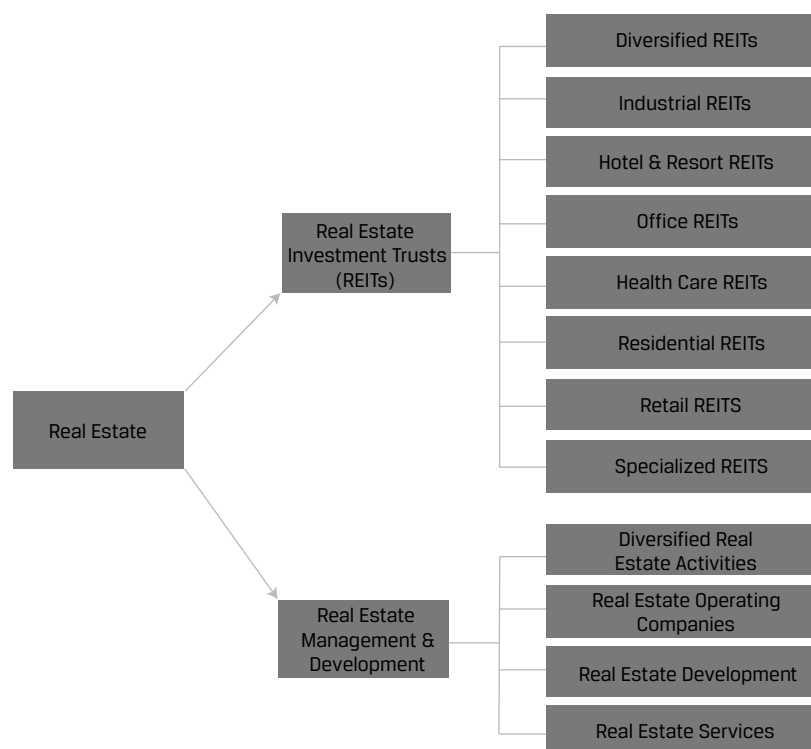 Diversified REITs
Industrial REITs
Hotel & Resort REITs
Real Estate
Investment Trusts
(REITs)
Office REITs
Health Care REITs
Residential REITs
Real Estate
Retail REITS
Specialized REITS
Diversified Real
Estate Activities
Real Estate
Management &
Development
Real Estate Operating
Companies
Real Estate Development
Real Estate Services